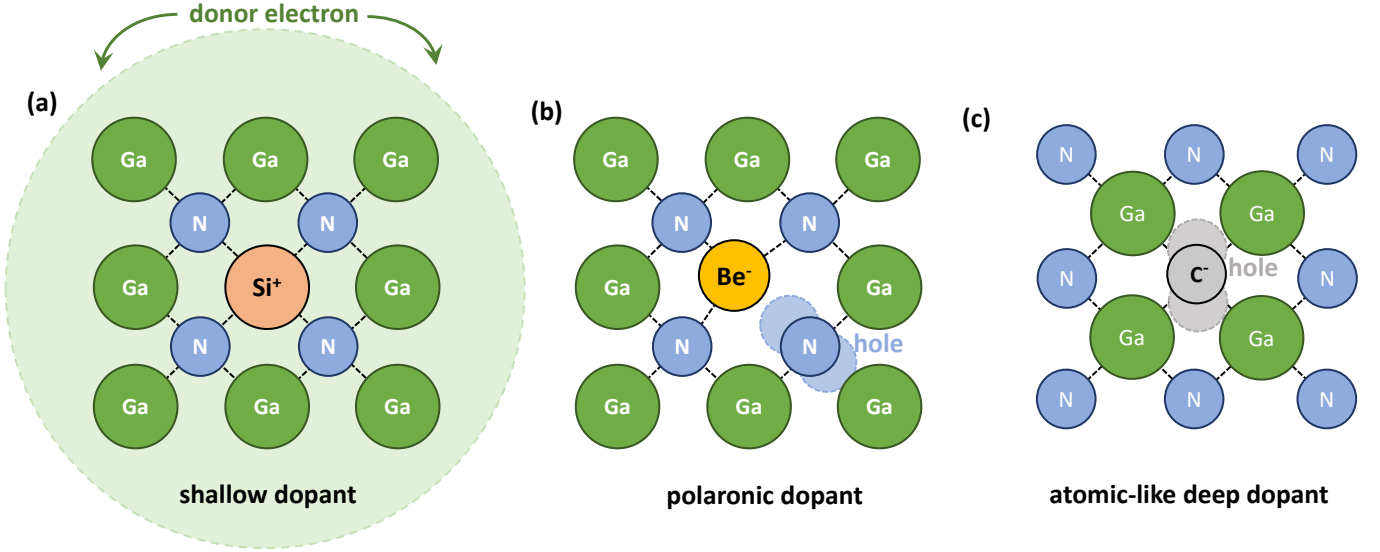 donor electron
(a)
Ga Ga Ga
N N
Ga Si⁺ Ga
N N
Ga Ga Ga
shallow dopant
(b)
Ga Ga Ga
N N
Be⁻ Ga
N N hole
Ga Ga Ga
polaronic dopant
(c)
N N N
Ga Ga
N C⁻ hole N
Ga Ga
N N N
atomic-like deep dopant